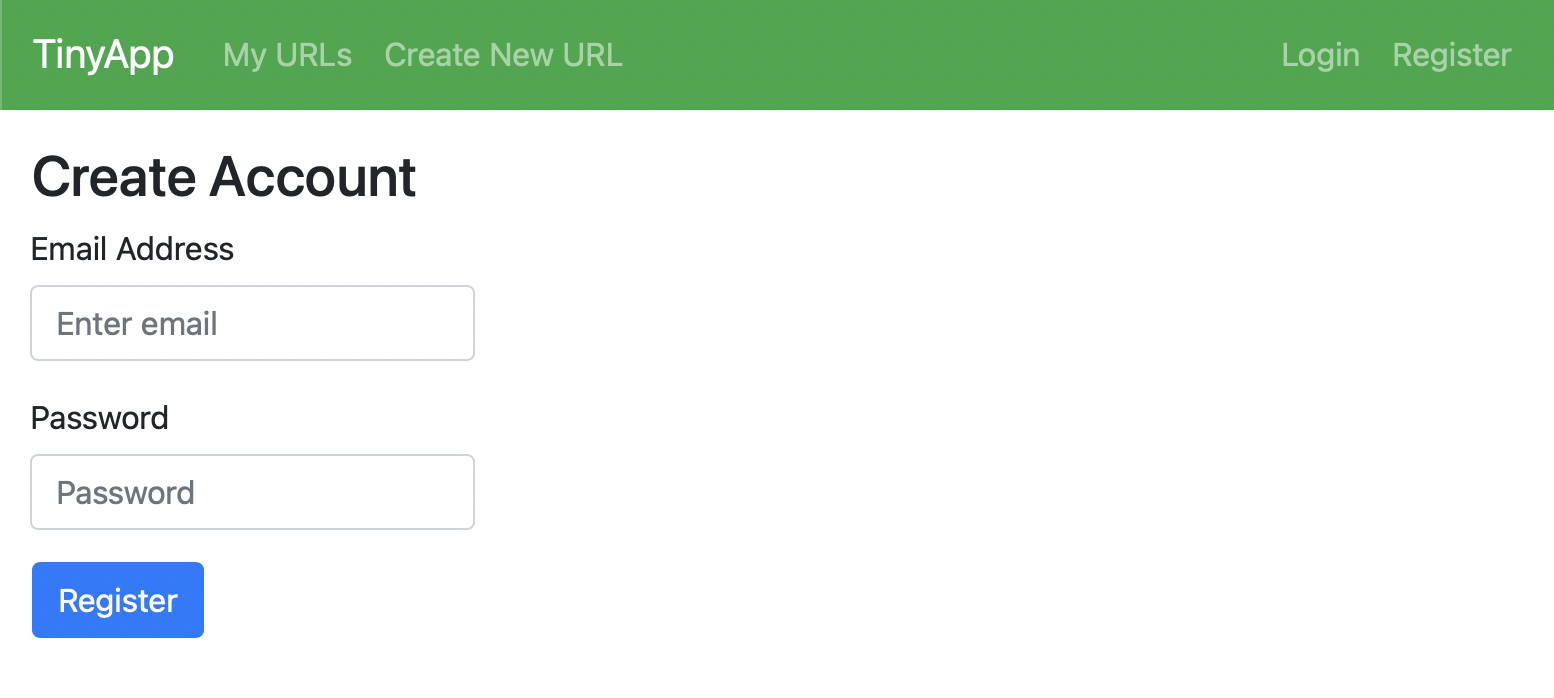 TinyApp My URLs Create New URL Login Register
Create Account
Email Address
Enter email
Password
Password
Register